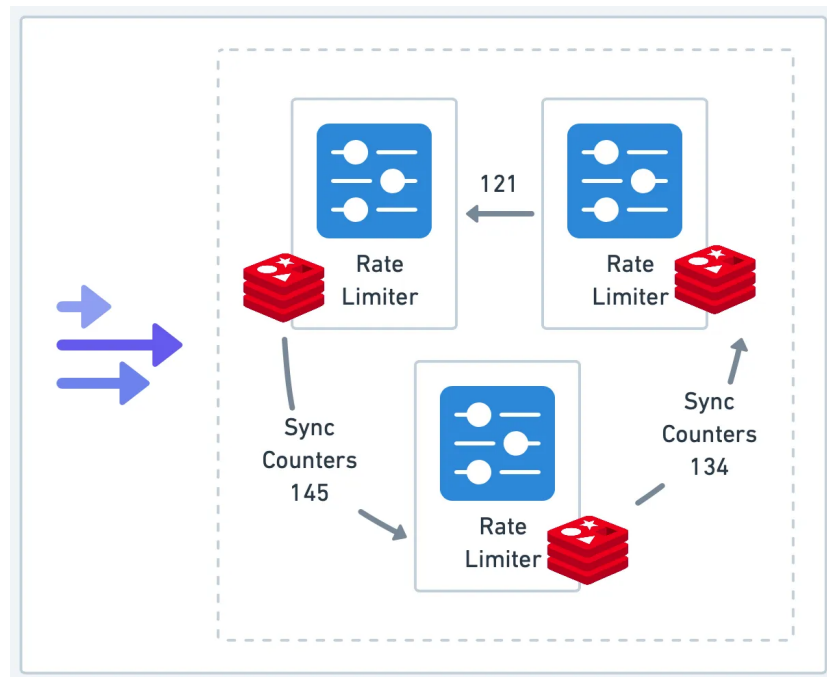 121
Rate
Limiter
Rate
Limiter
Sync
Counters
145
Sync
Counters
134
Rate
Limiter